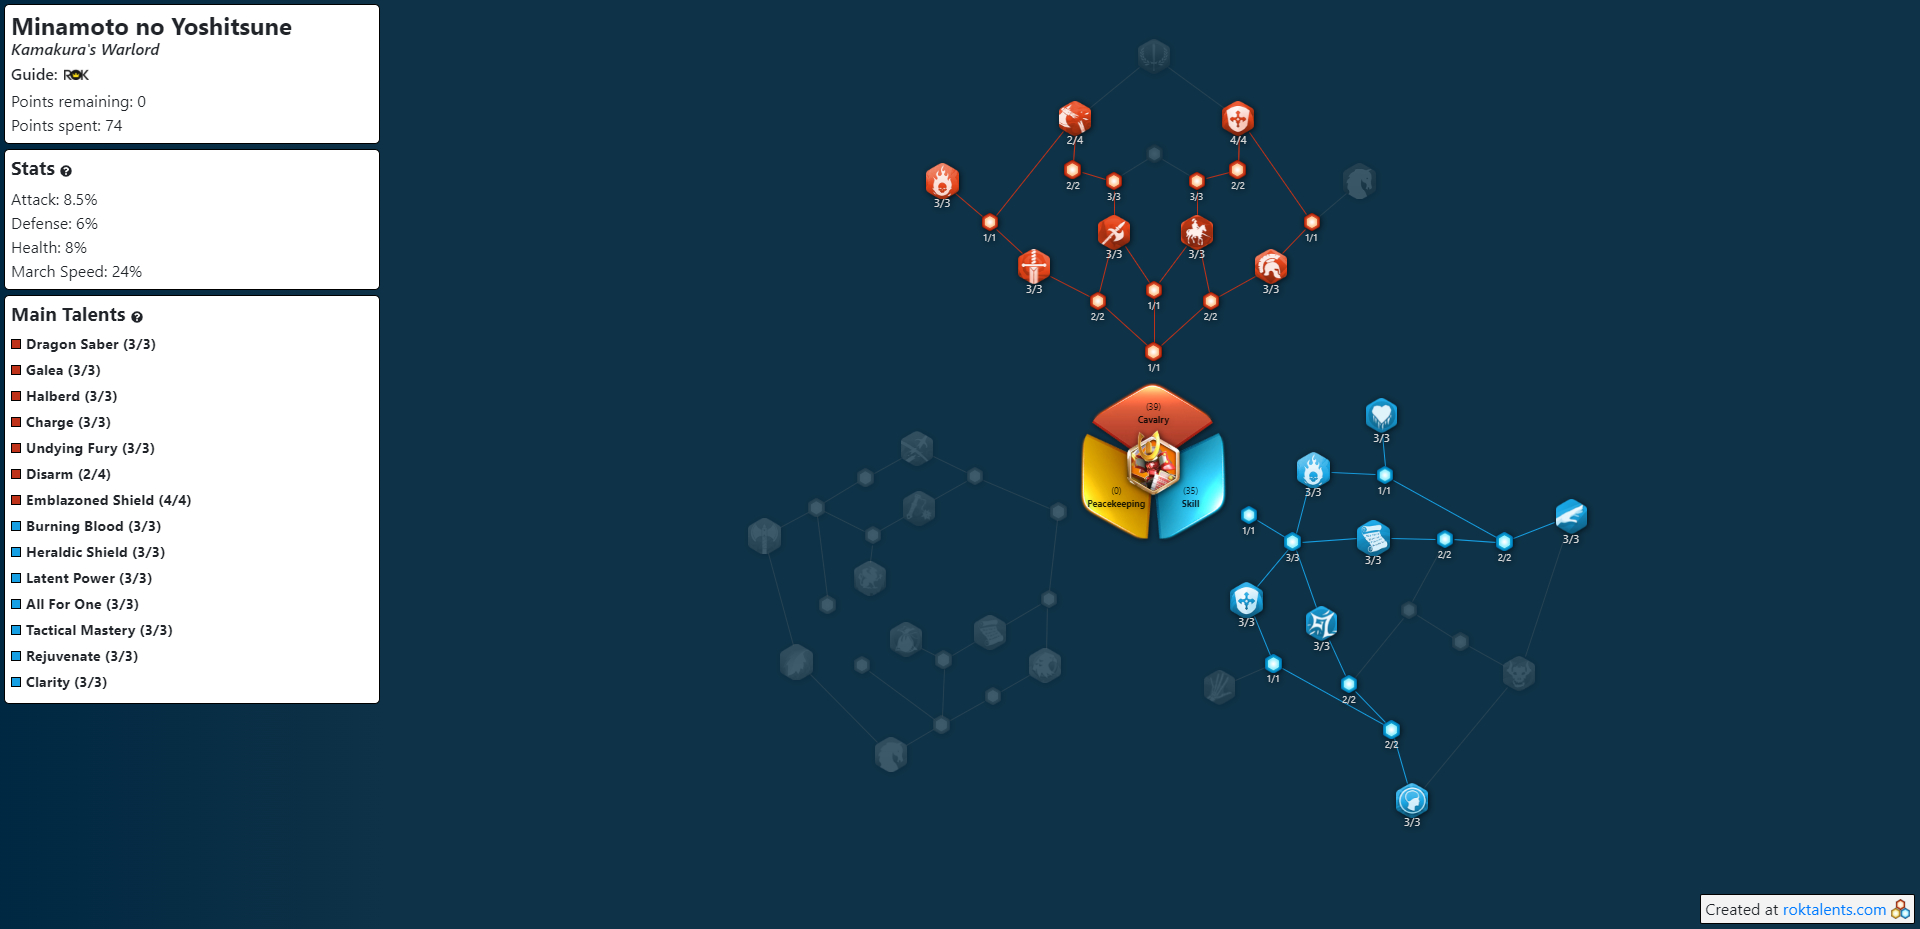 Minamoto no Yoshitsune
Kamakura's Warlord
Guide: ROK
Points remaining: 0
Points spent: 74
Stats
Attack: 8.5%
Defense: 6%
Health: 8%
March Speed: 24%
Main Talents
Dragon Saber (3/3)
Galea (3/3)
Halberd (3/3)
Charge (3/3)
Undying Fury (3/3)
Disarm (2/4)
Emblazoned Shield (4/4)
Burning Blood (3/3)
Heraldic Shield (3/3)
Latent Power (3/3)
All For One (3/3)
Tactical Mastery (3/3)
Rejuvenate (3/3)
Clarity (3/3)
2/4 4/4
2/2 3/3 3/3 2/2
3/3
1/1 1/1
3/3 3/3
3/3 3/3
1/1
2/2 2/2
1/1
(39)
Cavalry
(0)
Peacekeeping
(35)
Skill
3/3
3/3 1/1
1/1 3/3
3/3 3/3 2/2 2/2
3/3 3/3
1/1 2/2
2/2
3/3
Created at roktalents.com